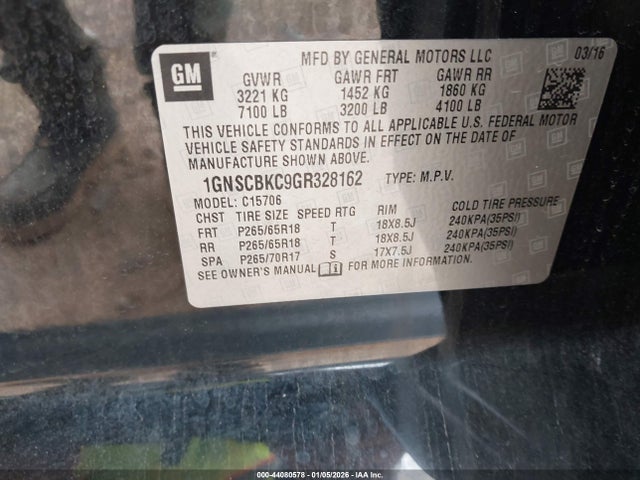 GM
MFD BY GENERAL MOTORS LLC 03/16
GVWR GAWR FRT GAWR RR
3221 KG 1452 KG 1860 KG
7100 LB 3200 LB 4100 LB
THIS VEHICLE CONFORMS TO ALL APPLICABLE U.S. FEDERAL MOTOR
VEHICLE SAFETY STANDARDS IN EFFECT ON THE DATE OF
MANUFACTURE SHOWN ABOVE.
1GNSCBKC9GR328162 TYPE: M.P.V.
MODEL: C15706
CHST TIRE SIZE SPEED RTG RIM COLD TIRE PRESSURE
FRT P265/65R18 T 18X8.5J 240KPA(35PSI)
RR P265/65R18 T 18X8.5J 240KPA(35PSI)
SPA P265/70R17 S 17X7.5J 240KPA(35PSI)
SEE OWNER'S MANUAL FOR MORE INFORMATION
000-44080578 | 01/05/2026 - IAA Inc.